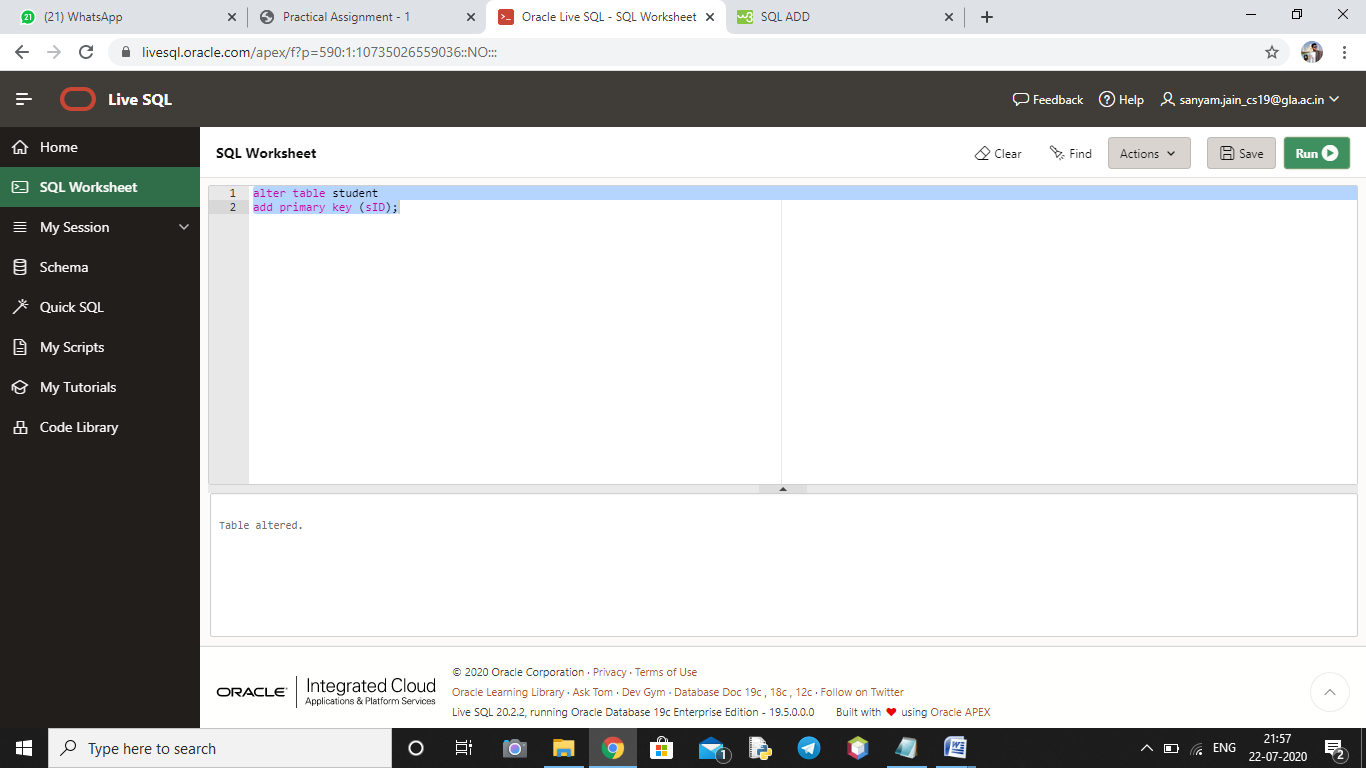 (21) WhatsApp
Practical Assignment - 1
Oracle Live SQL - SQL Worksheet
SQL ADD
livesql.oracle.com/apex/f?p=590:1:10735026559036::NO:::
Live SQL
Feedback
Help
sanyam.jain_cs19@gla.ac.in
Home
SQL Worksheet
My Session
Schema
Quick SQL
My Scripts
My Tutorials
Code Library
SQL Worksheet
Clear
Find
Actions
Save
Run
1 alter table student
2 add primary key (sID);
Table altered.
ORACLE
Integrated Cloud
Applications & Platform Services
© 2020 Oracle Corporation · Privacy · Terms of Use
Oracle Learning Library · Ask Tom · Dev Gym · Database Doc 19c , 18c , 12c · Follow on Twitter
Live SQL 20.2.2, running Oracle Database 19c Enterprise Edition - 19.5.0.0.0 Built with ❤ using Oracle APEX
Type here to search
1
ENG
21:57
22-07-2020
2